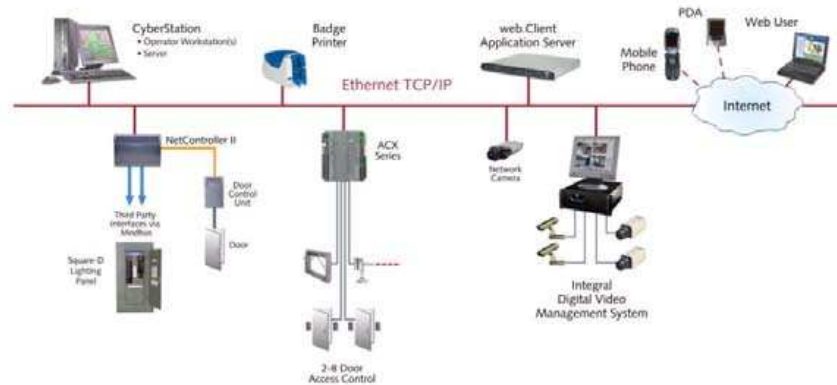 CyberStation
• Operator Workstation(s)
• Server
Badge
Printer
web.Client
Application Server
PDA
Mobile
Phone
Web User
Ethernet TCP/IP
Internet
NetController II
Door
Control
Unit
Door
Third Party
Interfaces via
Modbus
Square-D
Lighting
Panel
ACX
Series
2-8 Door
Access Control
Network
Camera
Integral
Digital Video
Management System